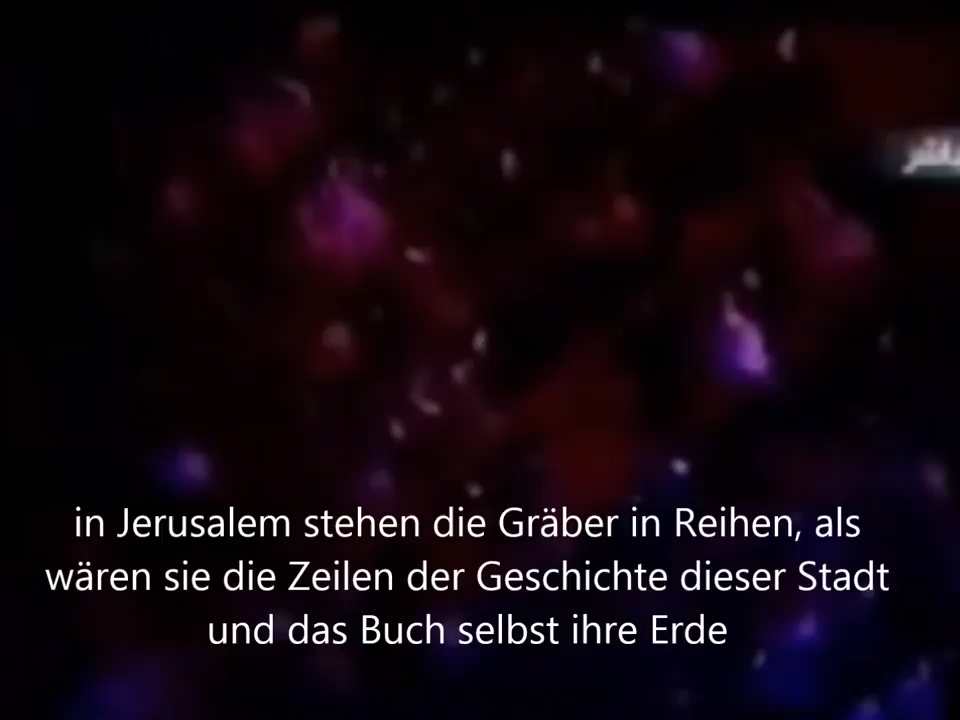 in Jerusalem stehen die Gräber in Reihen, als
wären sie die Zeilen der Geschichte dieser Stadt
und das Buch selbst ihre Erde